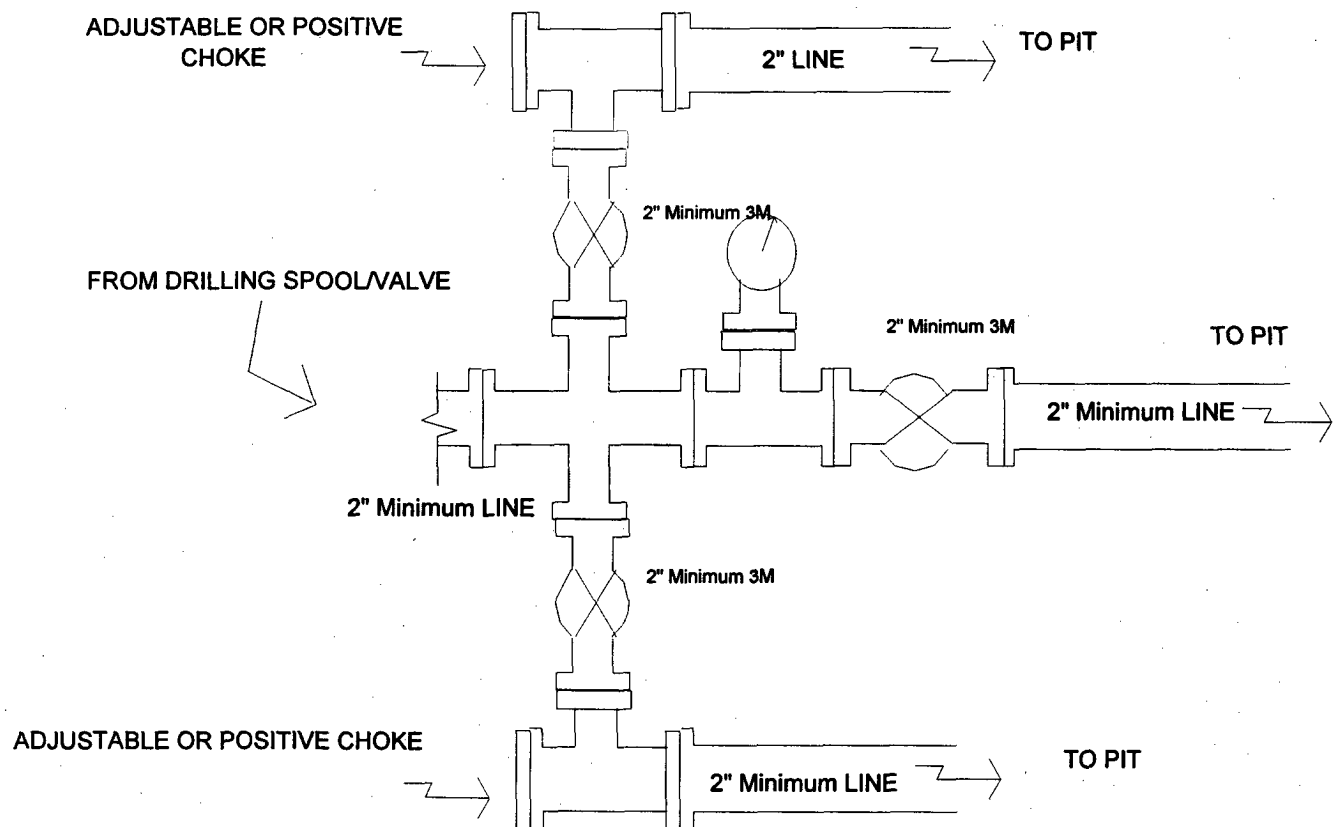 ADJUSTABLE OR POSITIVE
CHOKE
2" LINE
TO PIT
2" Minimum 3M
FROM DRILLING SPOOL/VALVE
2" Minimum 3M
TO PIT
2" Minimum LINE
2" Minimum LINE
2" Minimum 3M
ADJUSTABLE OR POSITIVE CHOKE
2" Minimum LINE
TO PIT